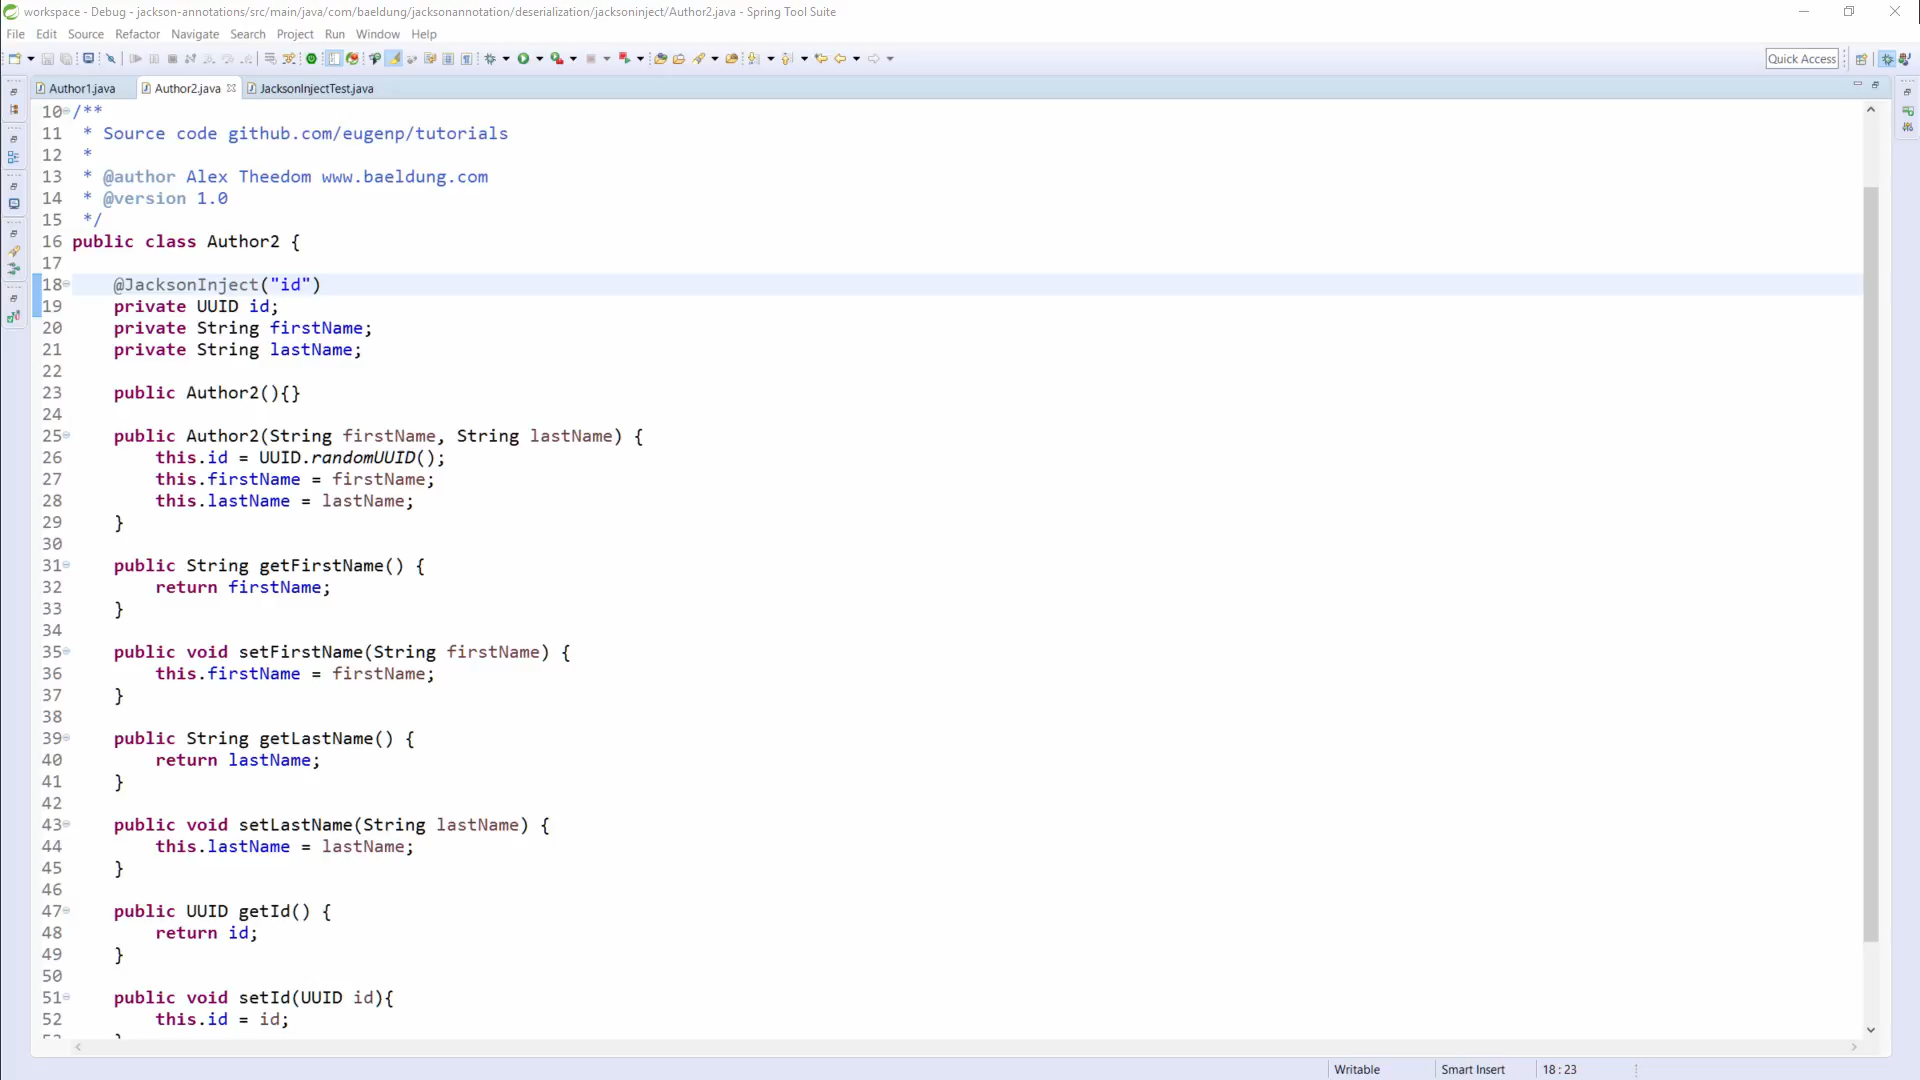 workspace - Debug - jackson-annotations/src/main/java/com/baeldung/jacksonannotation/deserialization/jacksoninject/Author2.java - Spring Tool Suite
File Edit Source Refactor Navigate Search Project Run Window Help
Quick Access
Author1.java Author2.java JacksonInjectTest.java
10 /**
11 * Source code github.com/eugenp/tutorials
12 *
13 * @author Alex Theedom www.baeldung.com
14 * @version 1.0
15 */
16 public class Author2 {
17
18 @JacksonInject("id")
19 private UUID id;
20 private String firstName;
21 private String lastName;
22
23 public Author2(){}
24
25 public Author2(String firstName, String lastName) {
26 this.id = UUID.randomUUID();
27 this.firstName = firstName;
28 this.lastName = lastName;
29 }
30
31 public String getFirstName() {
32 return firstName;
33 }
34
35 public void setFirstName(String firstName) {
36 this.firstName = firstName;
37 }
38
39 public String getLastName() {
40 return lastName;
41 }
42
43 public void setLastName(String lastName) {
44 this.lastName = lastName;
45 }
46
47 public UUID getId() {
48 return id;
49 }
50
51 public void setId(UUID id){
52 this.id = id;
Writable Smart Insert 18 : 23